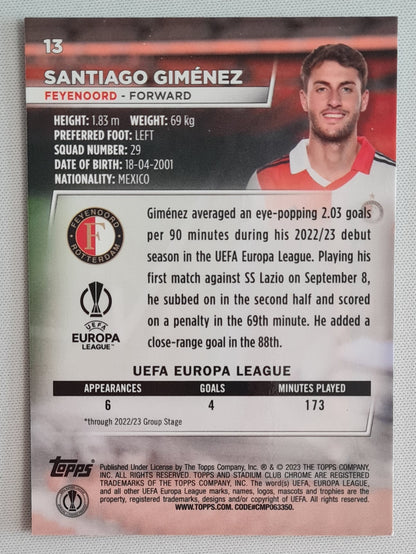 13
SANTIAGO GIMÉNEZ
FEYENOORD - FORWARD
HEIGHT: 1.83 m WEIGHT: 69 kg
PREFERRED FOOT: LEFT
SQUAD NUMBER: 29
DATE OF BIRTH: 18-04-2001
NATIONALITY: MEXICO
FEYENOORD
F
ROTTERDAM
UEFA
EUROPA
LEAGUE™
Giménez averaged an eye-popping 2.03 goals
per 90 minutes during his 2022/23 debut
season in the UEFA Europa League. Playing his
first match against SS Lazio on September 8,
he subbed on in the second half and scored
on a penalty in the 69th minute. He added a
close-range goal in the 88th.
UEFA EUROPA LEAGUE
APPEARANCES GOALS MINUTES PLAYED
6 4 173
*through 2022/23 Group Stage
topps
Published Under License by The Topps Company, Inc. ® & © 2023 THE TOPPS COMPANY,
INC. ALL RIGHTS RESERVED. TOPPS AND STADIUM CLUB CHROME ARE REGISTERED
TRADEMARKS OF THE TOPPS COMPANY, INC. The word(s) UEFA, EUROPA LEAGUE,
and all other UEFA Europa League marks, names, logos, mascots and trophies are the
property, registered trademarks and/or copyright of UEFA. All rights reserved.
WWW.TOPPS.COM. CODE#CMP063350.